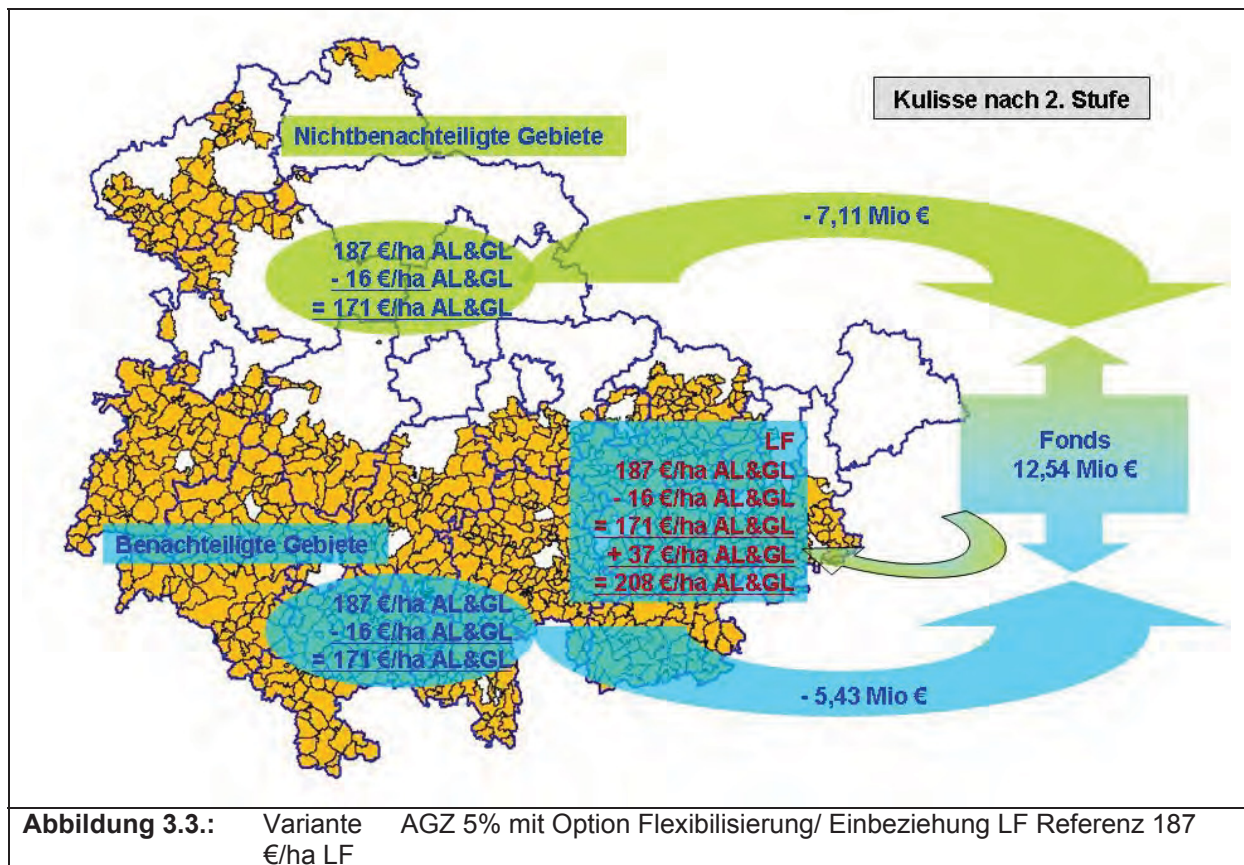 Kulisse nach 2. Stufe
Nichtbenachteiligte Gebiete
- 7,11 Mio €
187 €/ha AL&GL
- 16 €/ha AL&GL
= 171 €/ha AL&GL
Fonds
12,54 Mio €
LF
187 €/ha AL&GL
- 16 €/ha AL&GL
= 171 €/ha AL&GL
+ 37 €/ha AL&GL
= 208 €/ha AL&GL
Benachteiligte Gebiete
187 €/ha AL&GL
- 16 €/ha AL&GL
= 171 €/ha AL&GL
- 5,43 Mio €
Abbildung 3.3.: Variante AGZ 5% mit Option Flexibilisierung/ Einbeziehung LF Referenz 187
€/ha LF